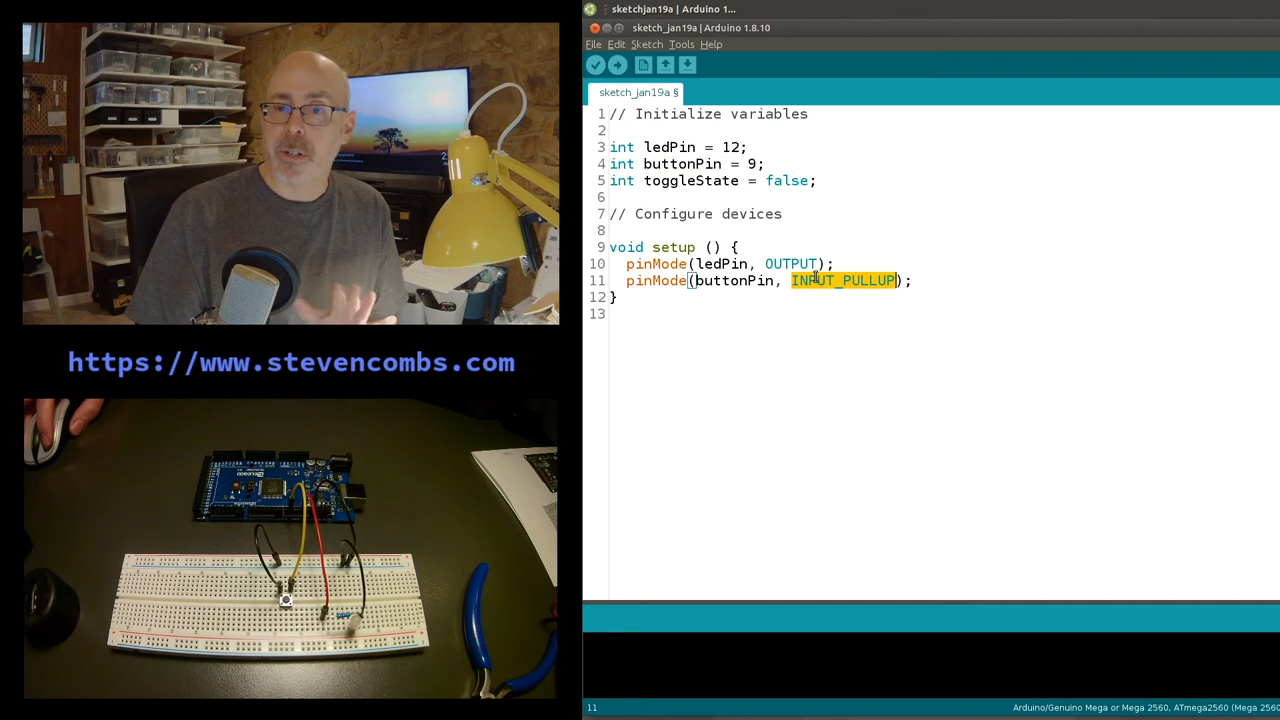 sketchjan19a | Arduino 1...
sketch_jan19a | Arduino 1.8.10
File Edit Sketch Tools Help
sketch_jan19a §
1 // Initialize variables
2
3 int ledPin = 12;
4 int buttonPin = 9;
5 int toggleState = false;
6
7 // Configure devices
8
9 void setup () {
10 pinMode(ledPin, OUTPUT);
11 pinMode(buttonPin, INPUT_PULLUP);
12 }
13
https://www.stevencombs.com
ELEGOO
11 Arduino/Genuino Mega or Mega 2560, ATmega2560 (Mega 2560